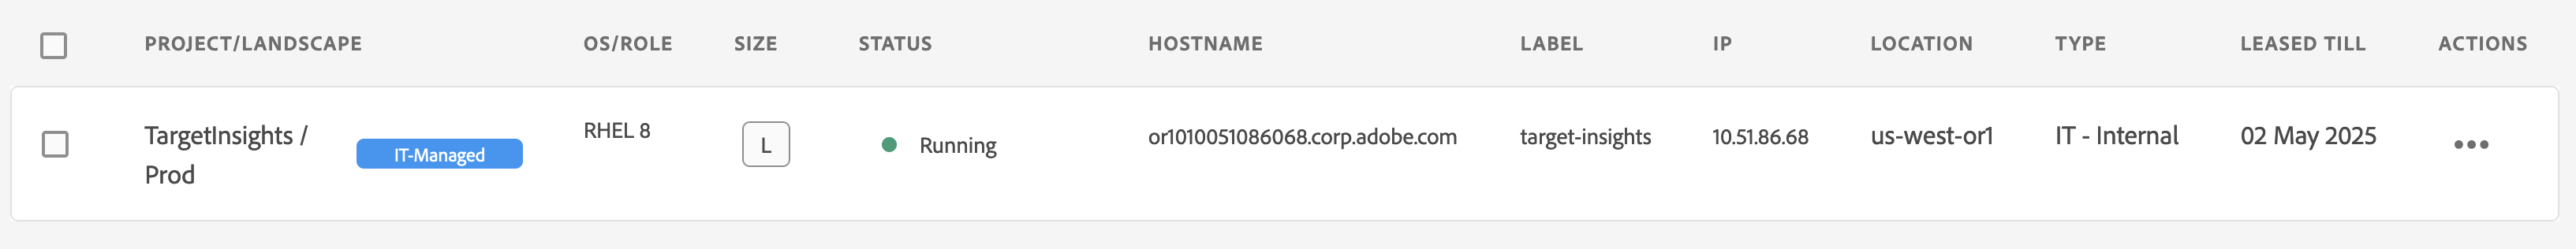 PROJECT/LANDSCAPE OS/ROLE SIZE STATUS HOSTNAME LABEL IP LOCATION TYPE LEASED TILL ACTIONS
TargetInsights / IT-Managed RHEL 8 L Running or1010051086068.corp.adobe.com target-insights 10.51.86.68 us-west-or1 IT - Internal 02 May 2025
Prod